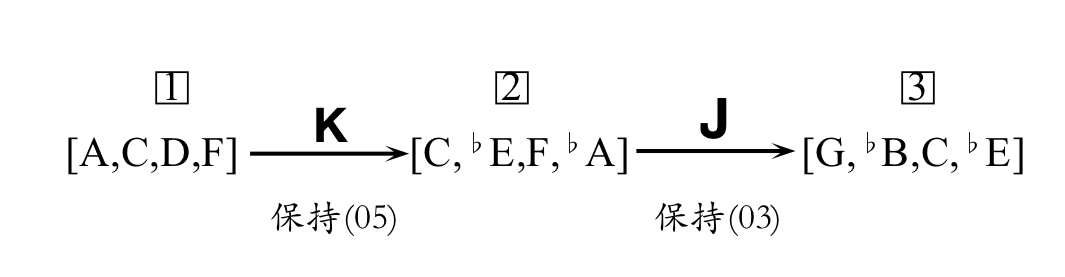 1 2 3
K J
[A,C,D,F] [C,♭E,F,♭A] [G,♭B,C,♭E]
保持(05) 保持(03)